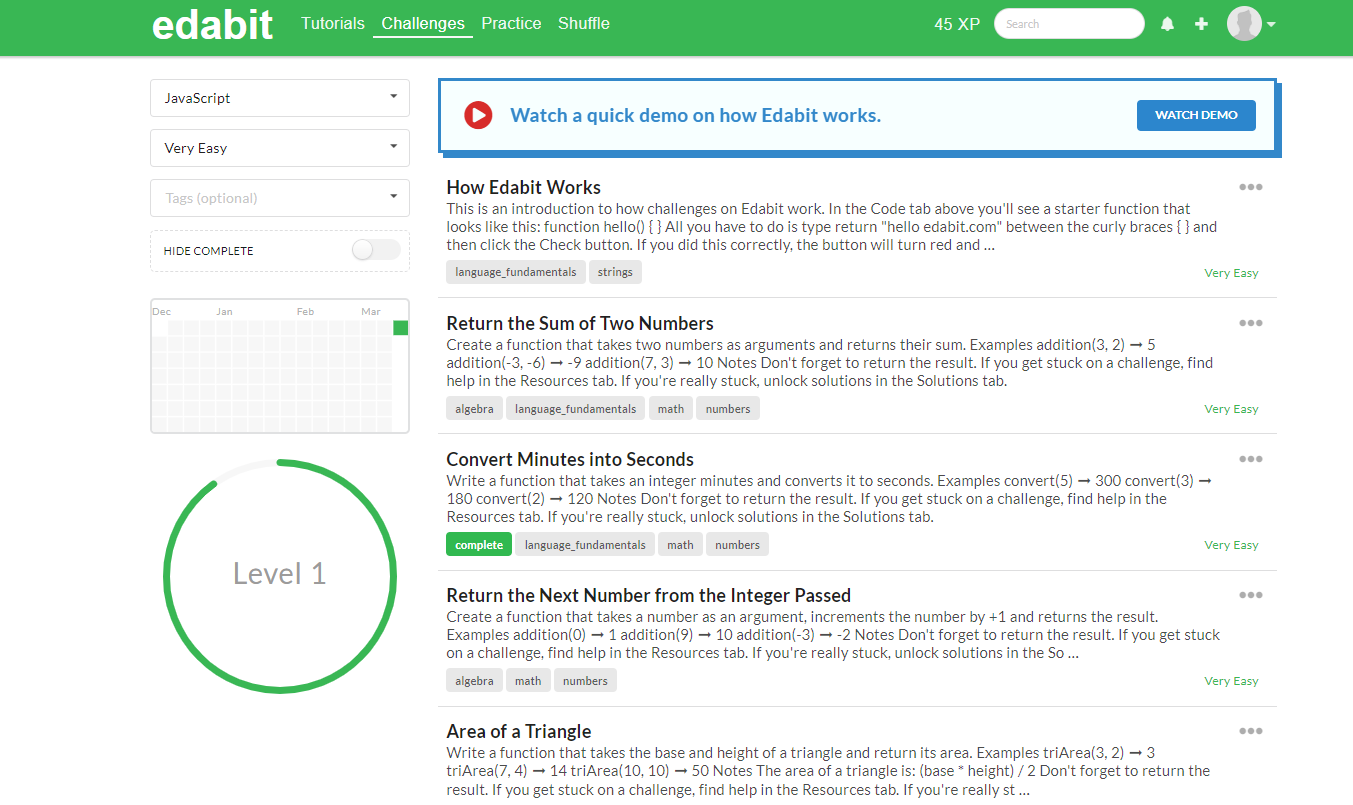 edabit
Tutorials Challenges Practice Shuffle
45 XP
Search
JavaScript
Very Easy
Tags (optional)
HIDE COMPLETE
Dec Jan Feb Mar
Level 1
Watch a quick demo on how Edabit works.
WATCH DEMO
How Edabit Works
This is an introduction to how challenges on Edabit work. In the Code tab above you'll see a starter function that
looks like this: function hello() { } All you have to do is type return "hello edabit.com" between the curly braces { } and
then click the Check button. If you did this correctly, the button will turn red and ...
language_fundamentals strings
Very Easy
Return the Sum of Two Numbers
Create a function that takes two numbers as arguments and returns their sum. Examples addition(3, 2) ➞ 5
addition(-3, -6) ➞ -9 addition(7, 3) ➞ 10 Notes Don't forget to return the result. If you get stuck on a challenge, find
help in the Resources tab. If you're really stuck, unlock solutions in the Solutions tab.
algebra language_fundamentals math numbers
Very Easy
Convert Minutes into Seconds
Write a function that takes an integer minutes and converts it to seconds. Examples convert(5) ➞ 300 convert(3) ➞
180 convert(2) ➞ 120 Notes Don't forget to return the result. If you get stuck on a challenge, find help in the
Resources tab. If you're really stuck, unlock solutions in the Solutions tab.
complete language_fundamentals math numbers
Very Easy
Return the Next Number from the Integer Passed
Create a function that takes a number as an argument, increments the number by +1 and returns the result.
Examples addition(0) ➞ 1 addition(9) ➞ 10 addition(-3) ➞ -2 Notes Don't forget to return the result. If you get stuck
on a challenge, find help in the Resources tab. If you're really stuck, unlock solutions in the So ...
algebra math numbers
Very Easy
Area of a Triangle
Write a function that takes the base and height of a triangle and return its area. Examples triArea(3, 2) ➞ 3
triArea(7, 4) ➞ 14 triArea(10, 10) ➞ 50 Notes The area of a triangle is: (base * height) / 2 Don't forget to return the
result. If you get stuck on a challenge, find help in the Resources tab. If you're really st ...